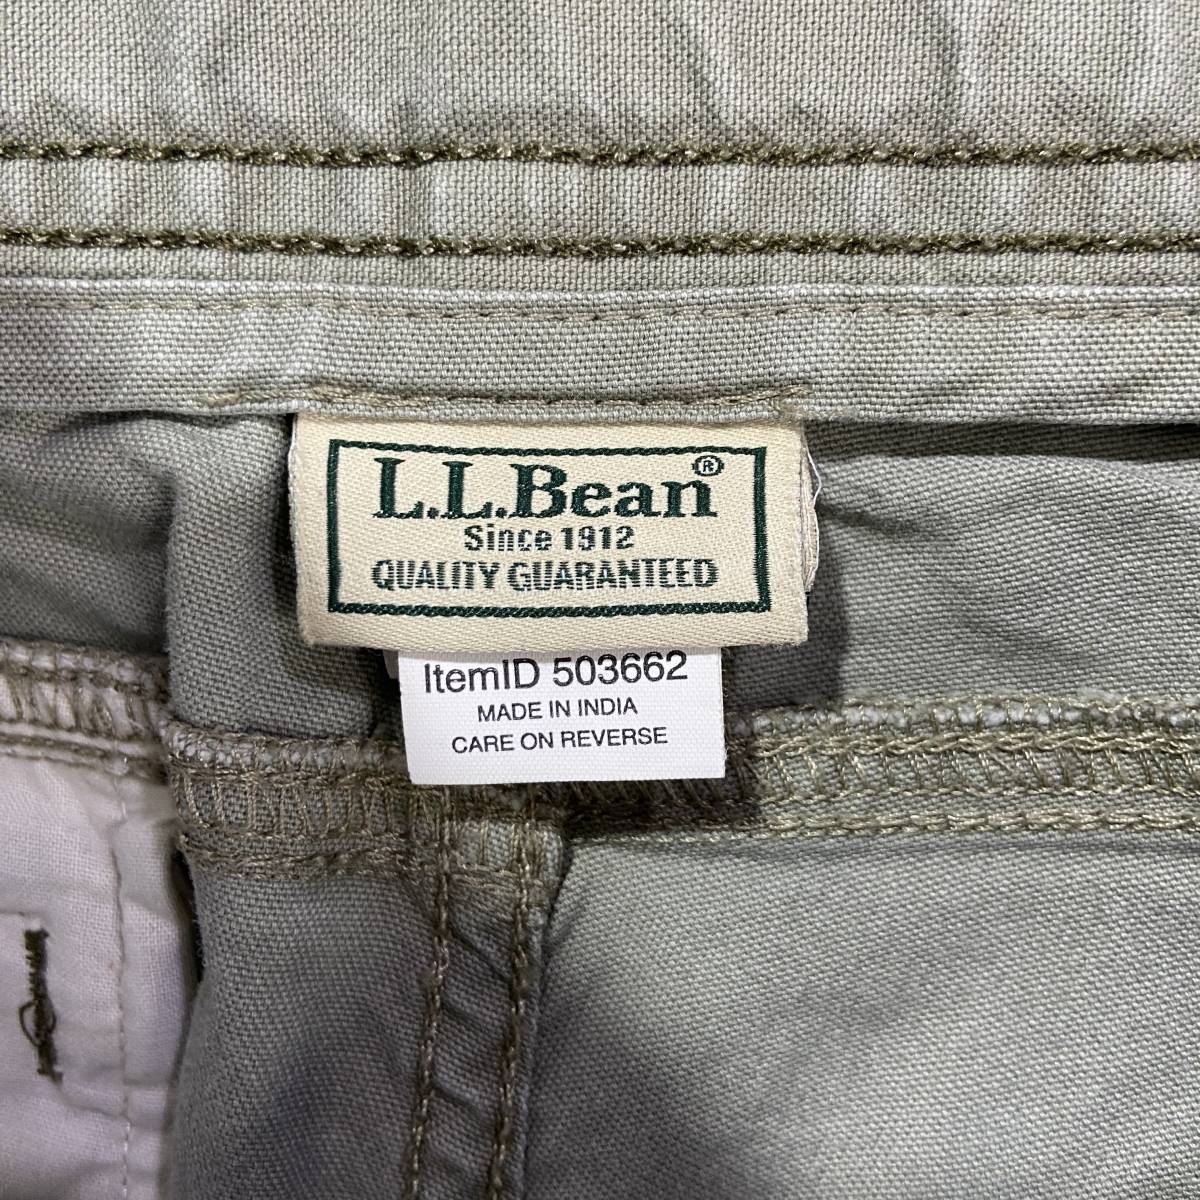 L.L.Bean®
Since 1912
QUALITY GUARANTEED
ItemID 503662
MADE IN INDIA
CARE ON REVERSE